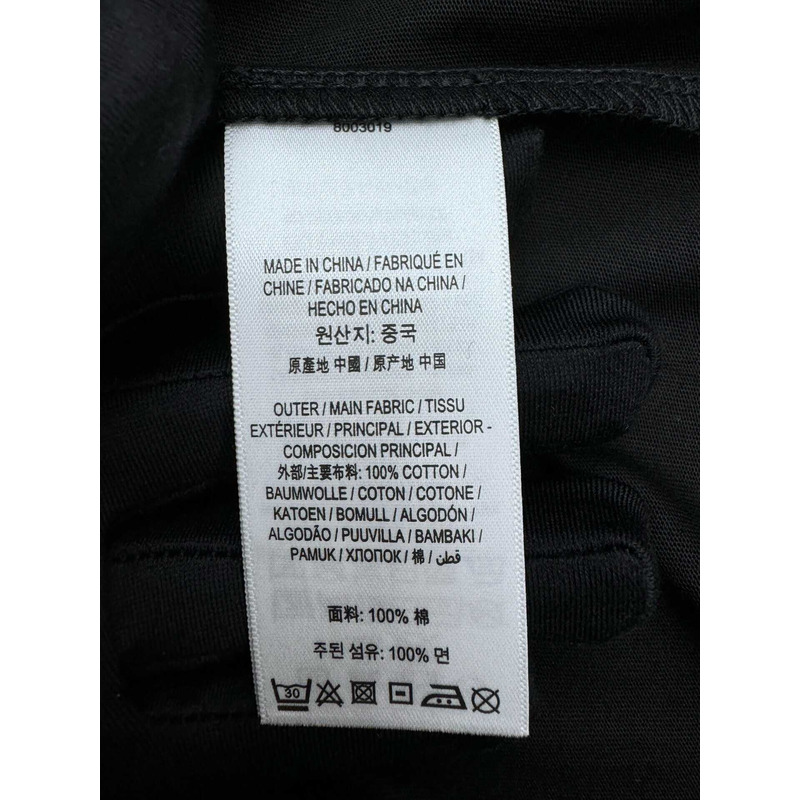 8003019
MADE IN CHINA / FABRIQUÉ EN
CHINE / FABRICADO NA CHINA /
HECHO EN CHINA
원산지: 중국
原產地 中國 / 原产地 中国
OUTER / MAIN FABRIC / TISSU
EXTÉRIEUR / PRINCIPAL / EXTERIOR -
COMPOSICION PRINCIPAL /
外部/主要布料: 100% COTTON /
BAUMWOLLE / COTON / COTONE /
KATOEN / BOMULL / ALGODÓN /
ALGODÃO / PUUVILLA / BAMBAKI /
PAMUK / ХЛОПОК / 棉 / قطن
面料: 100% 棉
주된 섬유: 100% 면
30